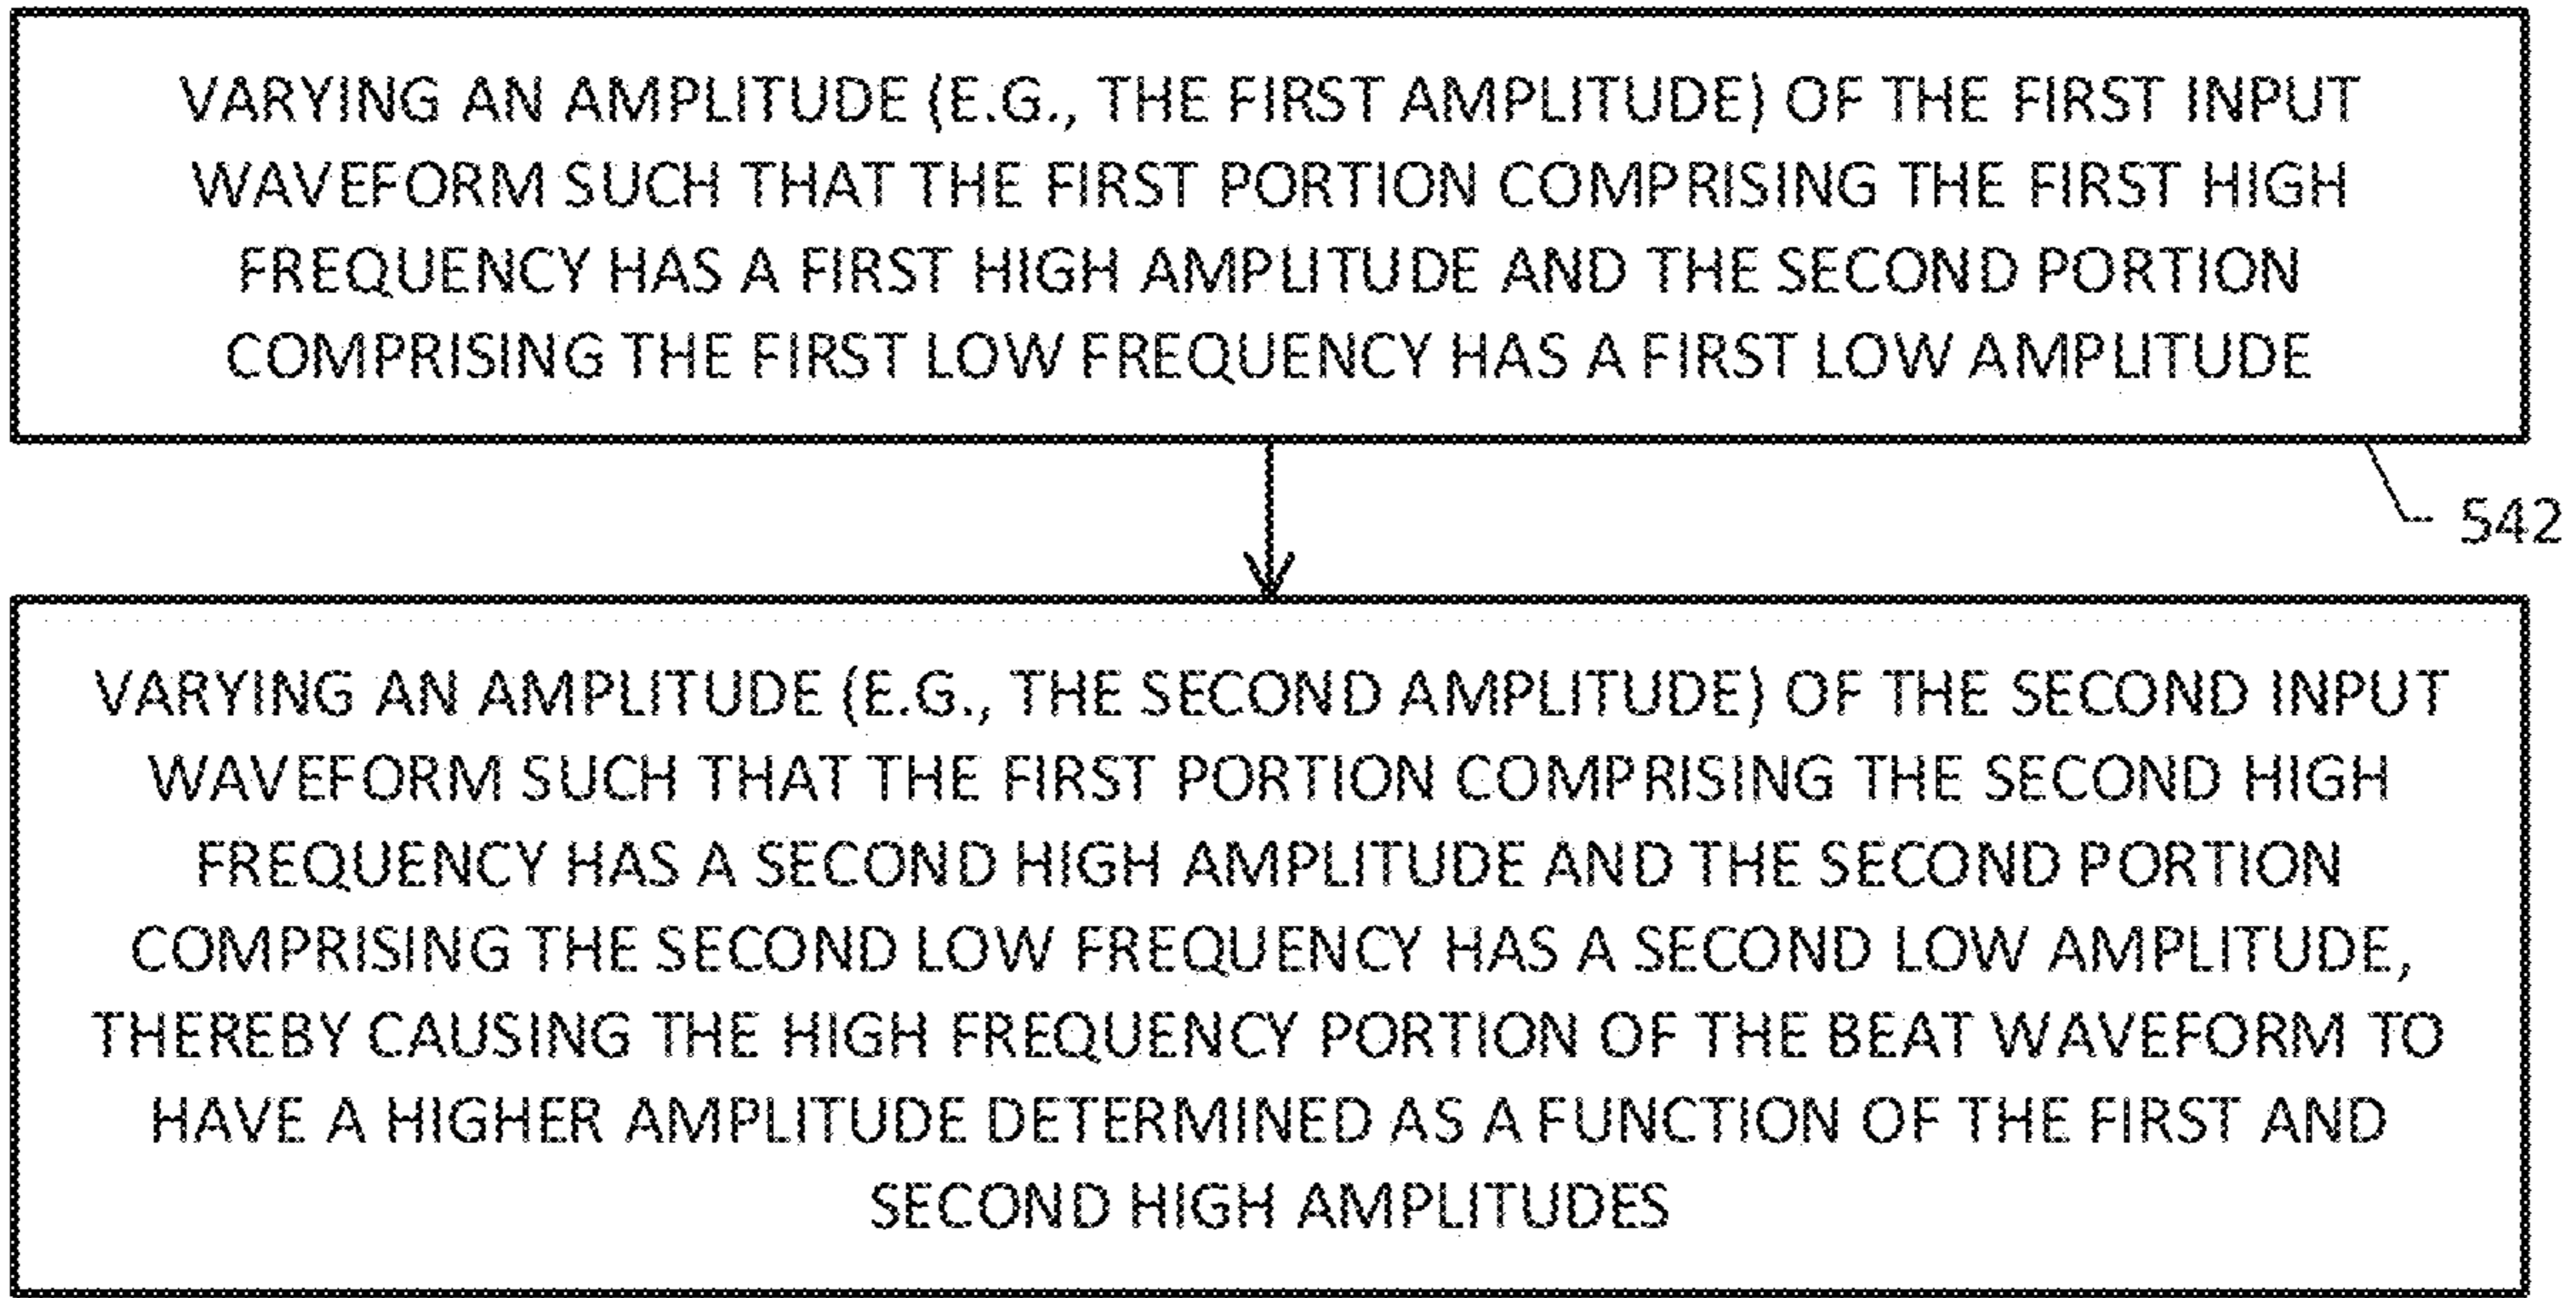 VARYING AN AMPLITUDE (E.G., THE FIRST AMPLITUDE) OF THE FIRST INPUT
WAVEFORM SUCH THAT THE FIRST PORTION COMPRISING THE FIRST HIGH
FREQUENCY HAS A FIRST HIGH AMPLITUDE AND THE SECOND PORTION
COMPRISING THE FIRST LOW FREQUENCY HAS A FIRST LOW AMPLITUDE
542
VARYING AN AMPLITUDE (E.G., THE SECOND AMPLITUDE) OF THE SECOND INPUT
WAVEFORM SUCH THAT THE FIRST PORTION COMPRISING THE SECOND HIGH
FREQUENCY HAS A SECOND HIGH AMPLITUDE AND THE SECOND PORTION
COMPRISING THE SECOND LOW FREQUENCY HAS A SECOND LOW AMPLITUDE,
THEREBY CAUSING THE HIGH FREQUENCY PORTION OF THE BEAT WAVEFORM TO
HAVE A HIGHER AMPLITUDE DETERMINED AS A FUNCTION OF THE FIRST AND
SECOND HIGH AMPLITUDES